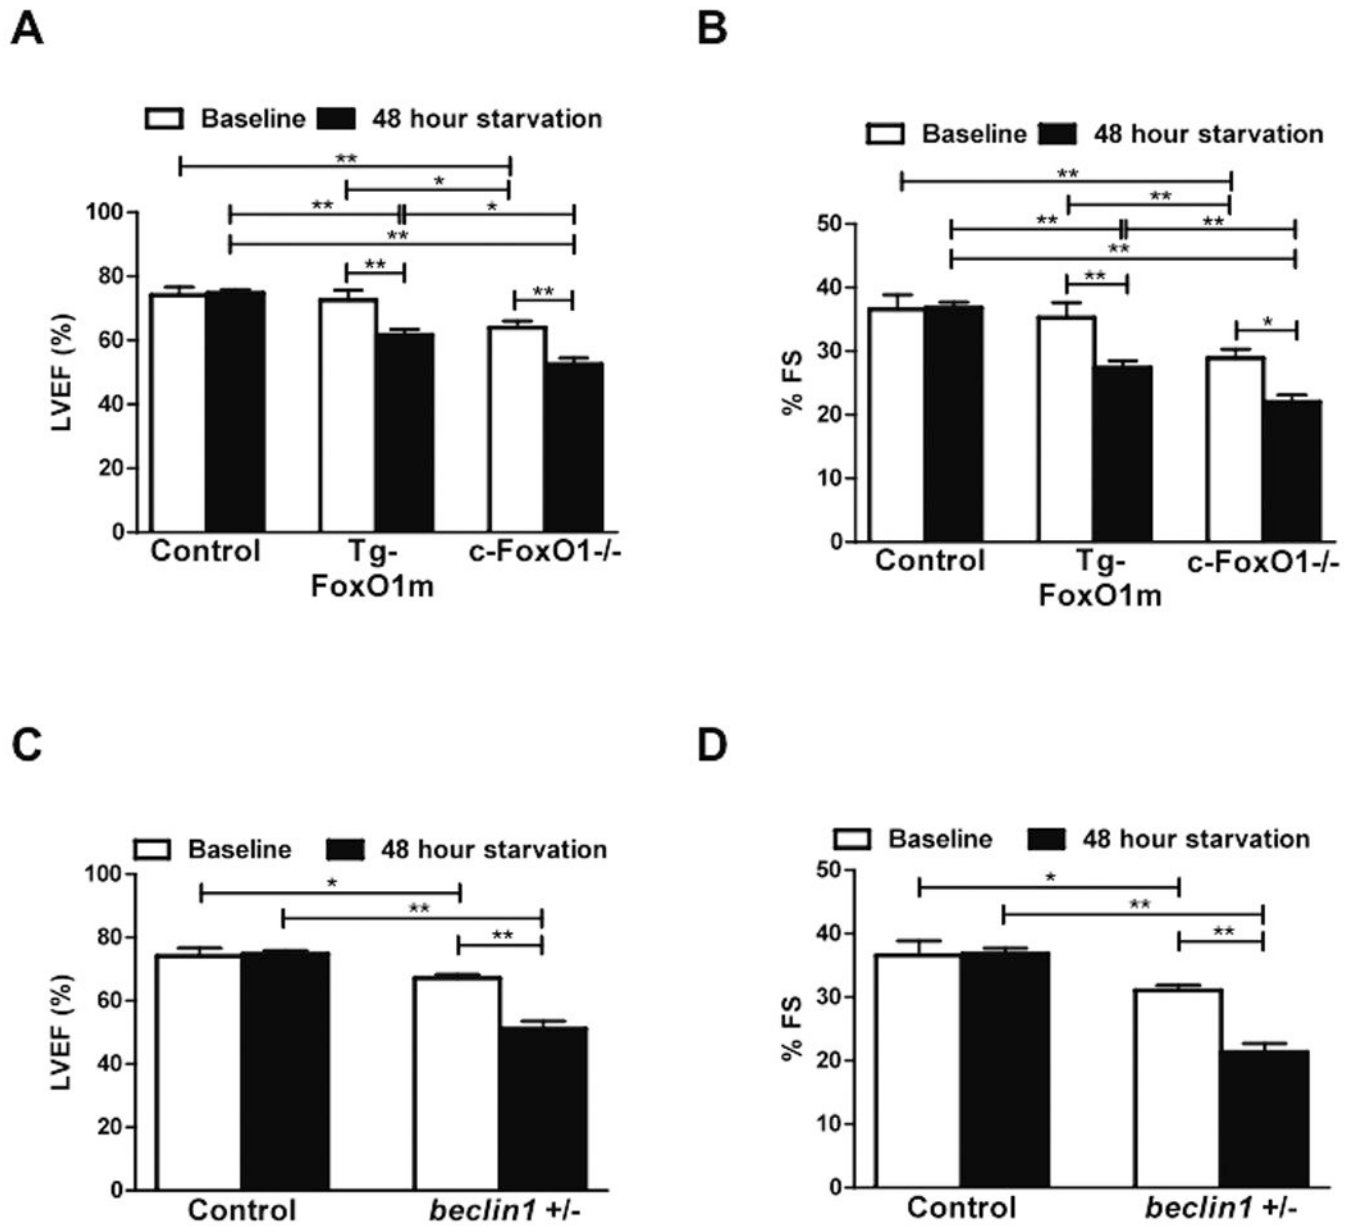 A
Baseline 48 hour starvation
**
*
** *
**
**
**
LVEF (%)
100
80
60
40
20
0
Control Tg- c-FoxO1-/-
FoxO1m
B
Baseline 48 hour starvation
**
**
** **
**
**
*
% FS
50
40
30
20
10
0
Control Tg- c-FoxO1-/-
FoxO1m
C
Baseline 48 hour starvation
*
**
**
LVEF (%)
100
80
60
40
20
0
Control beclin1 +/-
D
Baseline 48 hour starvation
*
**
**
% FS
50
40
30
20
10
0
Control beclin1 +/-